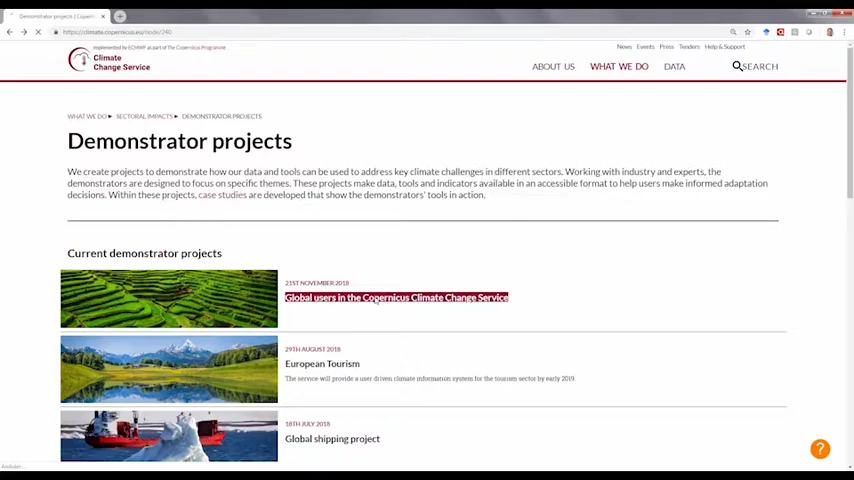 Demonstrator projects | Copern
https://climate.copernicus.eu/node/240
implemented by ECMWF as part of The Copernicus Programme
Climate
Change Service
News Events Press Tenders Help & Support
ABOUT US WHAT WE DO DATA SEARCH
WHAT WE DO SECTORAL IMPACTS DEMONSTRATOR PROJECTS
Demonstrator projects
We create projects to demonstrate how our data and tools can be used to address key climate challenges in different sectors. Working with industry and experts, the
demonstrators are designed to focus on specific themes. These projects make data, tools and indicators available in an accessible format to help users make informed adaptation
decisions. Within these projects, case studies are developed that show the demonstrators' tools in action.
Current demonstrator projects
21ST NOVEMBER 2018
Global users in the Copernicus Climate Change Service
29TH AUGUST 2018
European Tourism
The service will provide a user driven climate information system for the tourism sector by early 2019.
18TH JULY 2018
Global shipping project
?